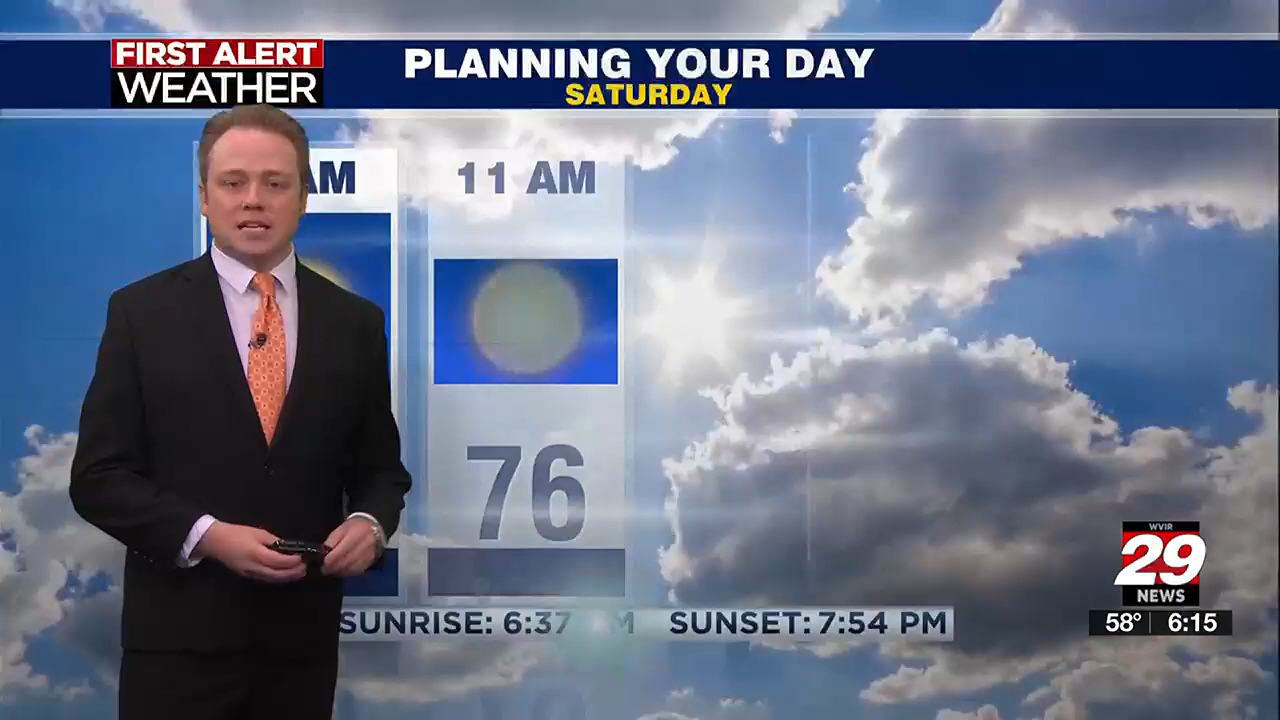 FIRST ALERT
WEATHER
PLANNING YOUR DAY
SATURDAY
AM
11 AM
76
SUNRISE: 6:37 M
SUNSET: 7:54 PM
WVIR
29
NEWS
58° 6:15